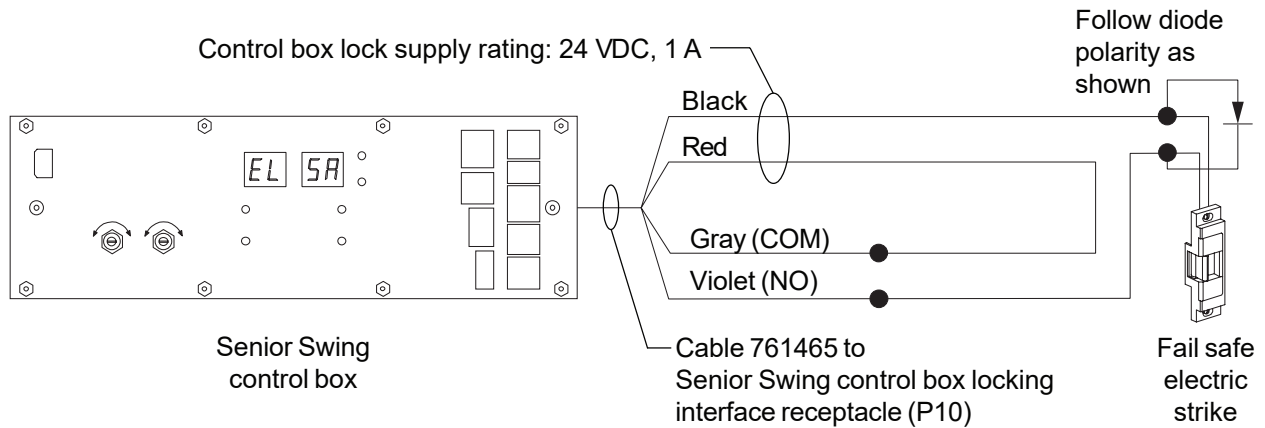 Control box lock supply rating: 24 VDC, 1 A
Follow diode
polarity as
shown
Black
Red
EL SA
Gray (COM)
Violet (NO)
Senior Swing
control box
Cable 761465 to
Senior Swing control box locking
interface receptacle (P10)
Fail safe
electric
strike